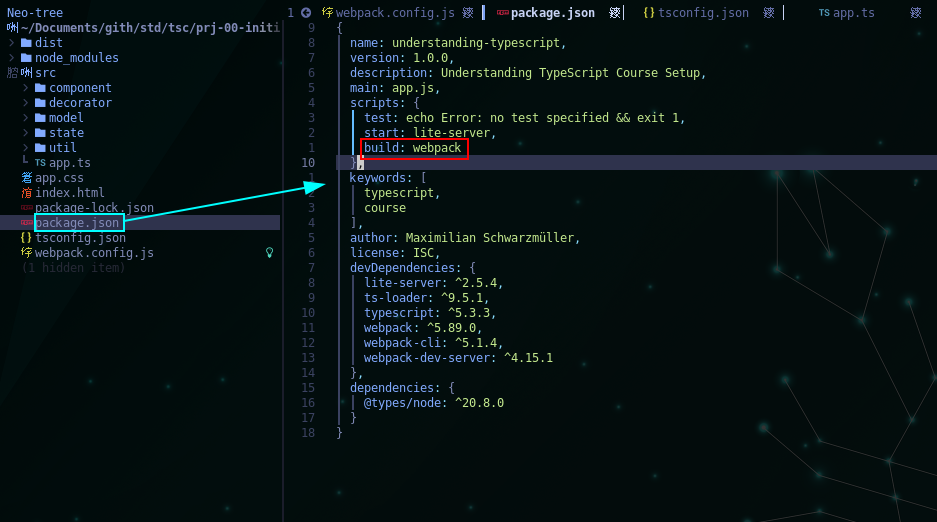 Neo-tree
1 webpack.config.js package.json tsconfig.json TS app.ts
~/Documents/gith/std/tsc/prj-00-initi
dist
node_modules
src
component
decorator
model
state
util
TS app.ts
app.css
index.html
package-lock.json
package.json
{} tsconfig.json
webpack.config.js
(1 hidden item)
9 {
8 name: understanding-typescript,
7 version: 1.0.0,
6 description: Understanding TypeScript Course Setup,
5 main: app.js,
4 scripts: {
3 test: echo Error: no test specified && exit 1,
2 start: lite-server,
1 build: webpack
10 },
1 keywords: [
2 typescript,
3 course
4 ],
5 author: Maximilian Schwarzmüller,
6 license: ISC,
7 devDependencies: {
8 lite-server: ^2.5.4,
9 ts-loader: ^9.5.1,
10 typescript: ^5.3.3,
11 webpack: ^5.89.0,
12 webpack-cli: ^5.1.4,
13 webpack-dev-server: ^4.15.1
14 },
15 dependencies: {
16 @types/node: ^20.8.0
17 }
18 }